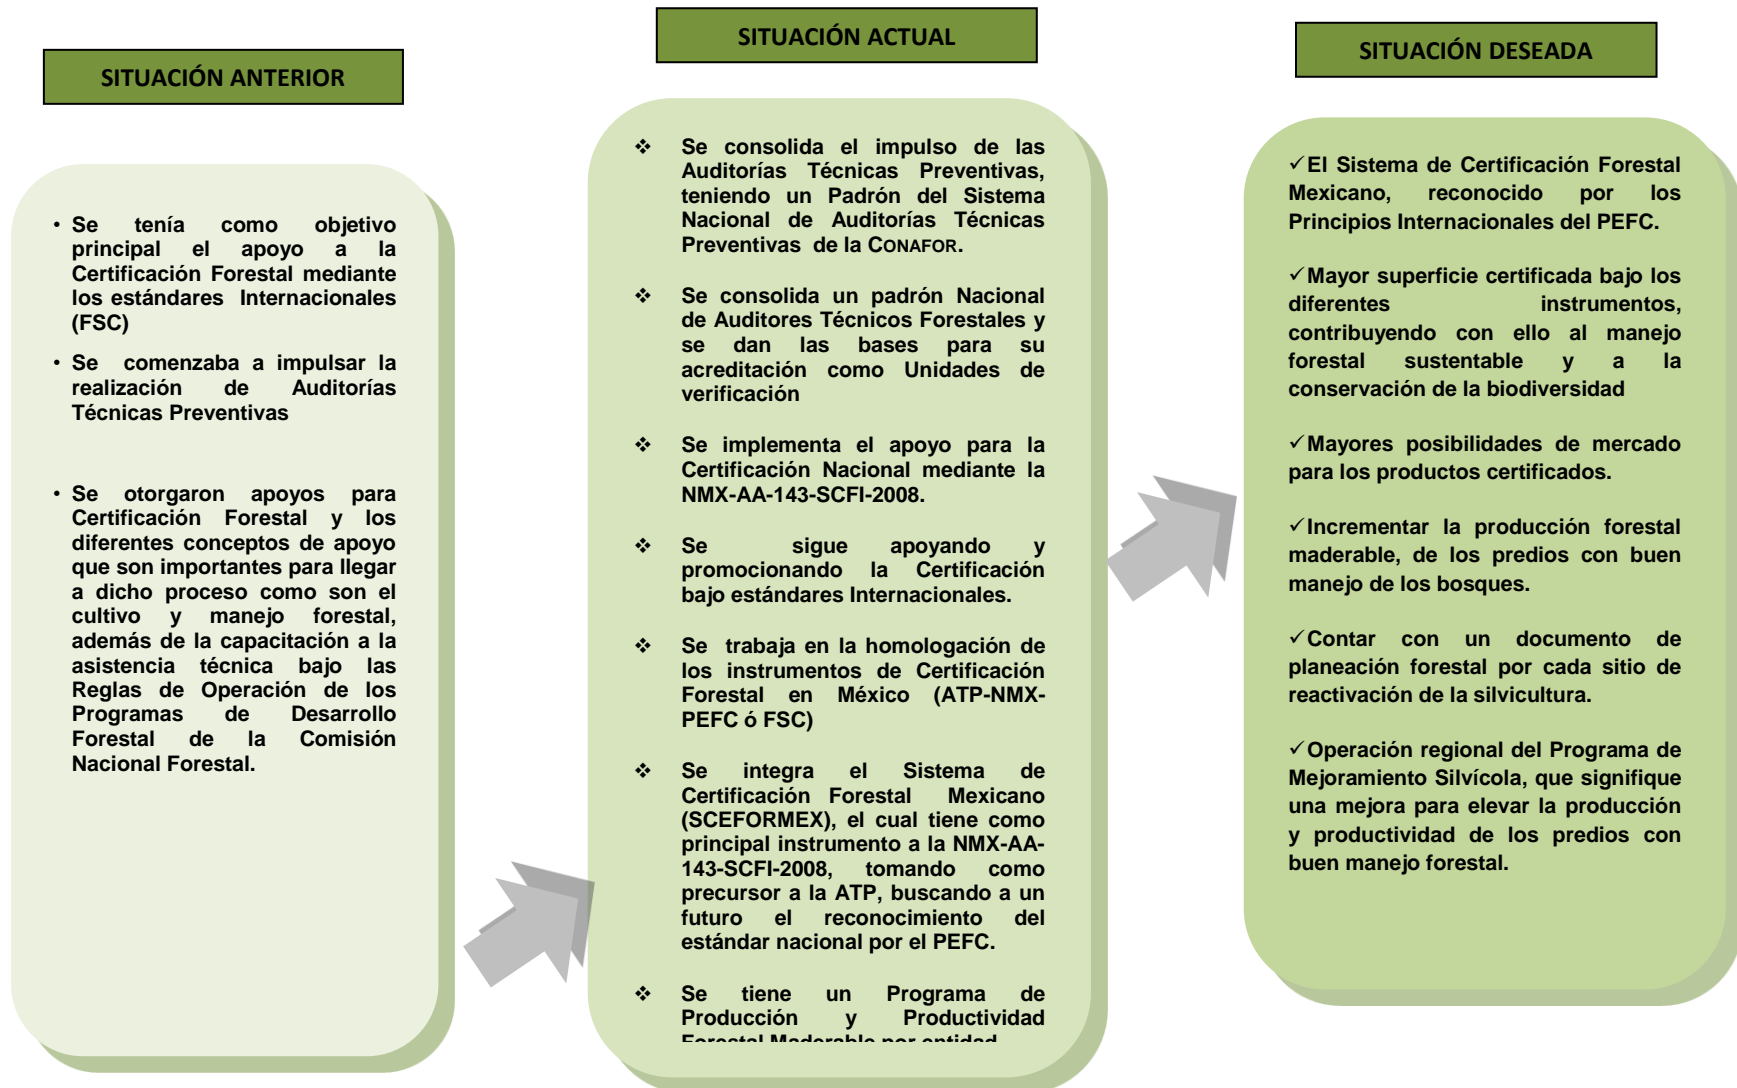 SITUACIÓN ANTERIOR
• Se tenía como objetivo
principal el apoyo a la
Certificación Forestal mediante
los estándares Internacionales
(FSC)
• Se comenzaba a impulsar la
realización de Auditorías
Técnicas Preventivas
• Se otorgaron apoyos para
Certificación Forestal y los
diferentes conceptos de apoyo
que son importantes para llegar
a dicho proceso como son el
cultivo y manejo forestal,
además de la capacitación a la
asistencia técnica bajo las
Reglas de Operación de los
Programas de Desarrollo
Forestal de la Comisión
Nacional Forestal.
SITUACIÓN ACTUAL
❖ Se consolida el impulso de las
Auditorías Técnicas Preventivas,
teniendo un Padrón del Sistema
Nacional de Auditorías Técnicas
Preventivas de la CONAFOR.
❖ Se consolida un padrón Nacional
de Auditores Técnicos Forestales y
se dan las bases para su
acreditación como Unidades de
verificación
❖ Se implementa el apoyo para la
Certificación Nacional mediante la
NMX-AA-143-SCFI-2008.
❖ Se sigue apoyando y
promocionando la Certificación
bajo estándares Internacionales.
❖ Se trabaja en la homologación de
los instrumentos de Certificación
Forestal en México (ATP-NMX-
PEFC ó FSC)
❖ Se integra el Sistema de
Certificación Forestal Mexicano
(SCEFORMEX), el cual tiene como
principal instrumento a la NMX-AA-
143-SCFI-2008, tomando como
precursor a la ATP, buscando a un
futuro el reconocimiento del
estándar nacional por el PEFC.
❖ Se tiene un Programa de
Producción y Productividad
Forestal Maderable por entidad
SITUACIÓN DESEADA
✓El Sistema de Certificación Forestal
Mexicano, reconocido por los
Principios Internacionales del PEFC.
✓Mayor superficie certificada bajo los
diferentes instrumentos,
contribuyendo con ello al manejo
forestal sustentable y a la
conservación de la biodiversidad
✓Mayores posibilidades de mercado
para los productos certificados.
✓Incrementar la producción forestal
maderable, de los predios con buen
manejo de los bosques.
✓Contar con un documento de
planeación forestal por cada sitio de
reactivación de la silvicultura.
✓Operación regional del Programa de
Mejoramiento Silvícola, que signifique
una mejora para elevar la producción
y productividad de los predios con
buen manejo forestal.